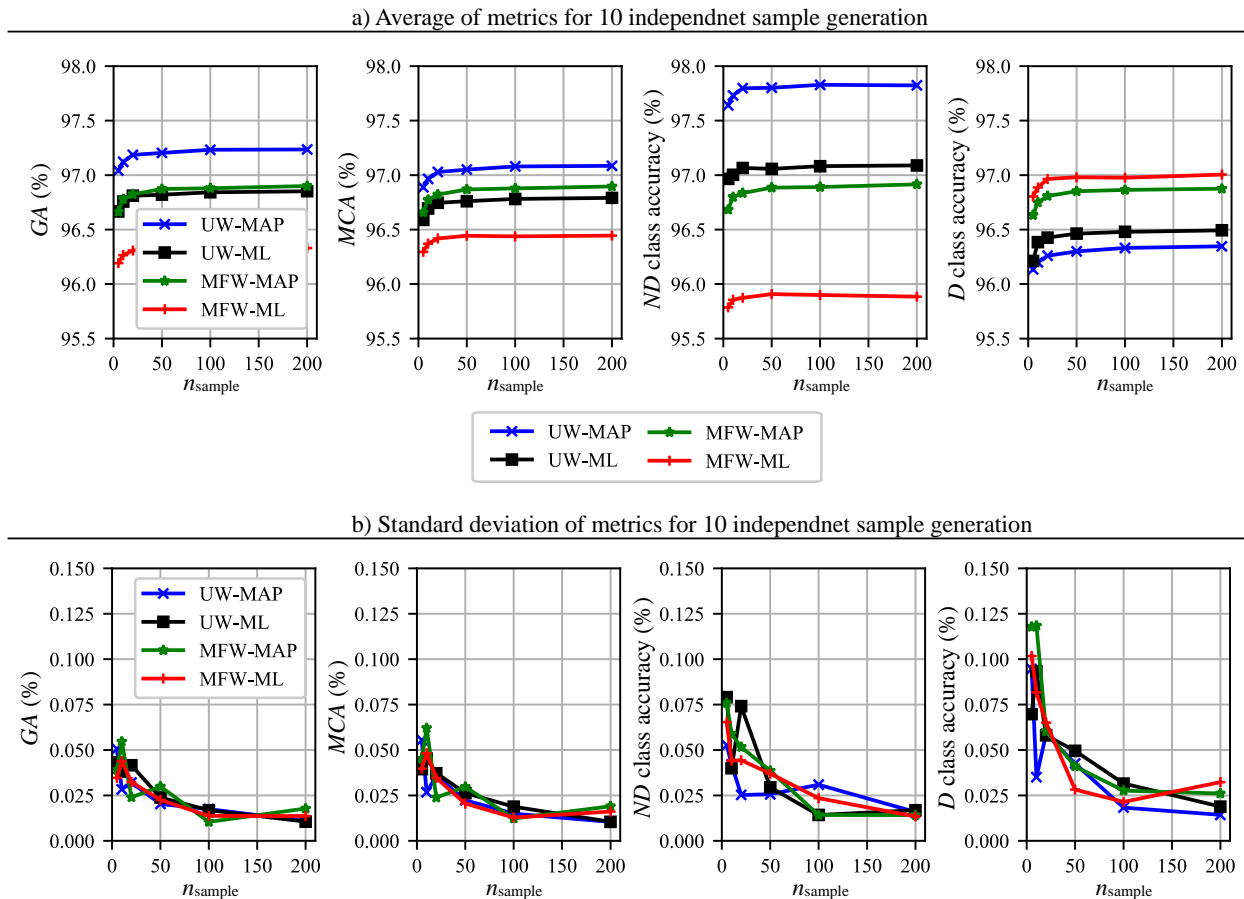 a) Average of metrics for 10 independnet sample generation
98.0
97.5
97.0
96.5
96.0
95.5
GA (%)
0 50 100 150 200
n_sample
UW-MAP
UW-ML
MFW-MAP
MFW-ML
98.0
97.5
97.0
96.5
96.0
95.5
MCA (%)
0 50 100 150 200
n_sample
98.0
97.5
97.0
96.5
96.0
95.5
ND class accuracy (%)
0 50 100 150 200
n_sample
98.0
97.5
97.0
96.5
96.0
95.5
D class accuracy (%)
0 50 100 150 200
n_sample
UW-MAP MFW-MAP
UW-ML MFW-ML
b) Standard deviation of metrics for 10 independnet sample generation
0.150
0.125
0.100
0.075
0.050
0.025
0.000
GA (%)
0 50 100 150 200
n_sample
UW-MAP
UW-ML
MFW-MAP
MFW-ML
0.150
0.125
0.100
0.075
0.050
0.025
0.000
MCA (%)
0 50 100 150 200
n_sample
0.150
0.125
0.100
0.075
0.050
0.025
0.000
ND class accuracy (%)
0 50 100 150 200
n_sample
0.150
0.125
0.100
0.075
0.050
0.025
0.000
D class accuracy (%)
0 50 100 150 200
n_sample